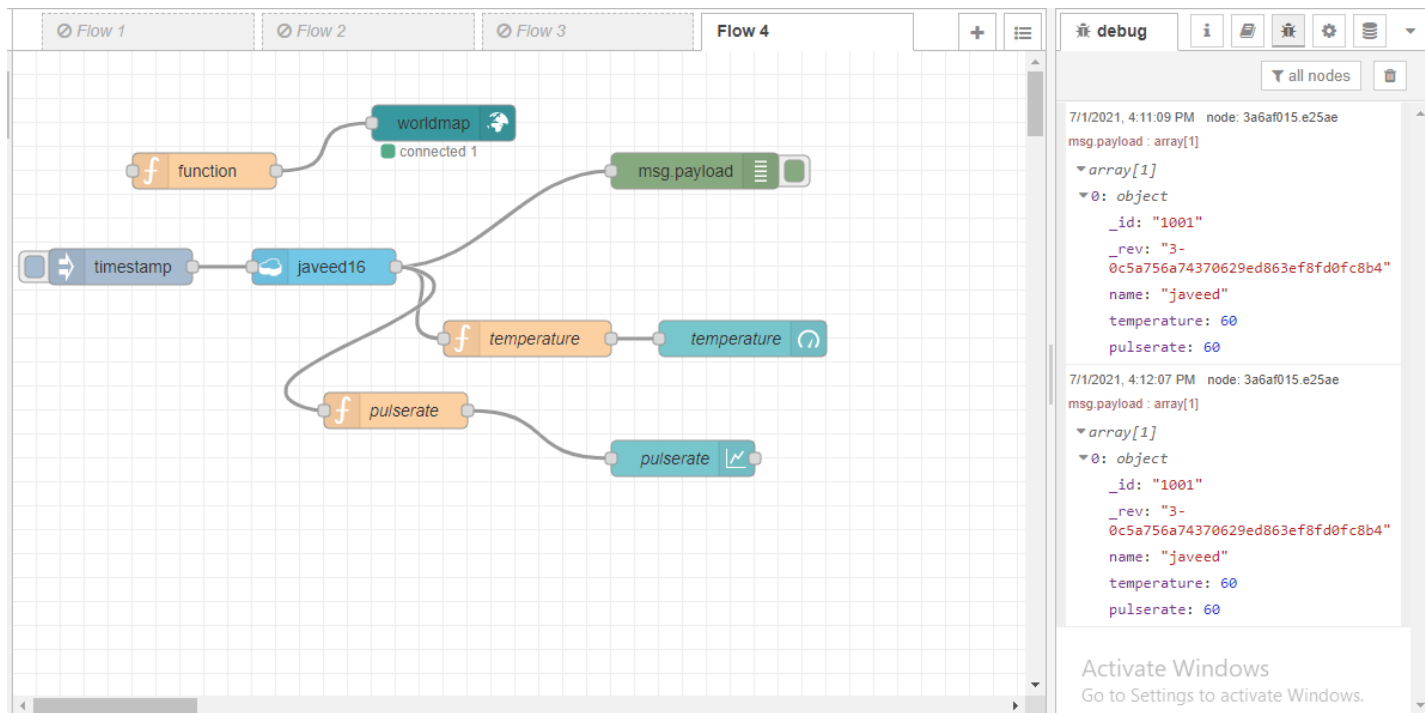 Flow 1
Flow 2
Flow 3
Flow 4
debug
all nodes
worldmap
connected 1
function
msg.payload
timestamp
javeed16
temperature
temperature
pulserate
pulserate
7/1/2021, 4:11:09 PM node: 3a6af015.e25ae
msg.payload : array[1]
array[1]
0: object
_id: "1001"
_rev: "3-
0c5a756a74370629ed863ef8fd0fc8b4"
name: "javeed"
temperature: 60
pulserate: 60
7/1/2021, 4:12:07 PM node: 3a6af015.e25ae
msg.payload : array[1]
array[1]
0: object
_id: "1001"
_rev: "3-
0c5a756a74370629ed863ef8fd0fc8b4"
name: "javeed"
temperature: 60
pulserate: 60
Activate Windows
Go to Settings to activate Windows.